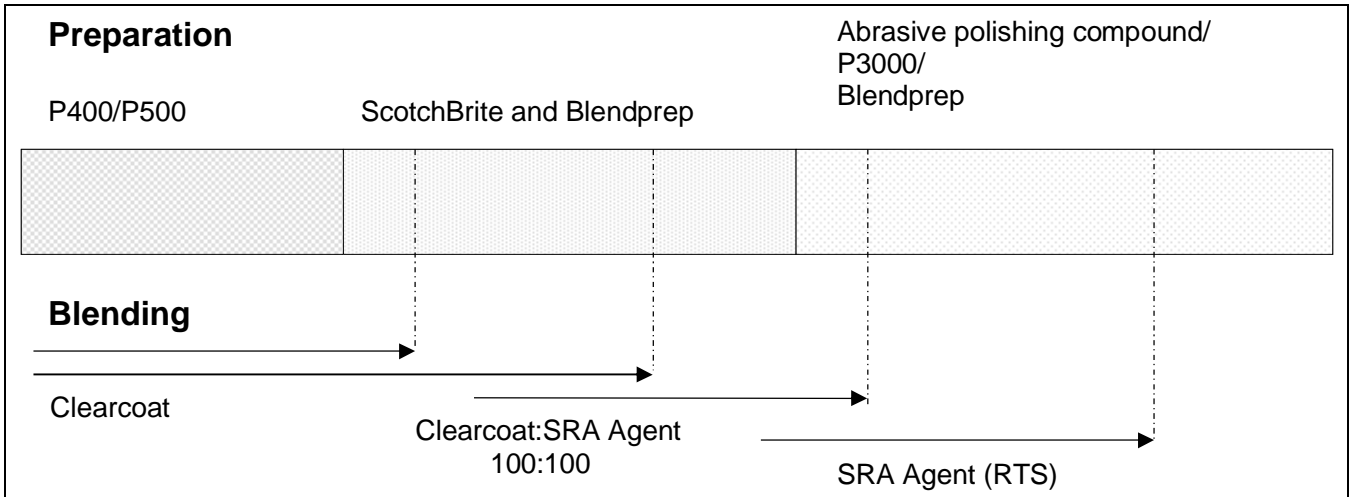 Preparation
Abrasive polishing compound/
P3000/
Blendprep
P400/P500
ScotchBrite and Blendprep
Blending
Clearcoat
Clearcoat:SRA Agent
100:100
SRA Agent (RTS)